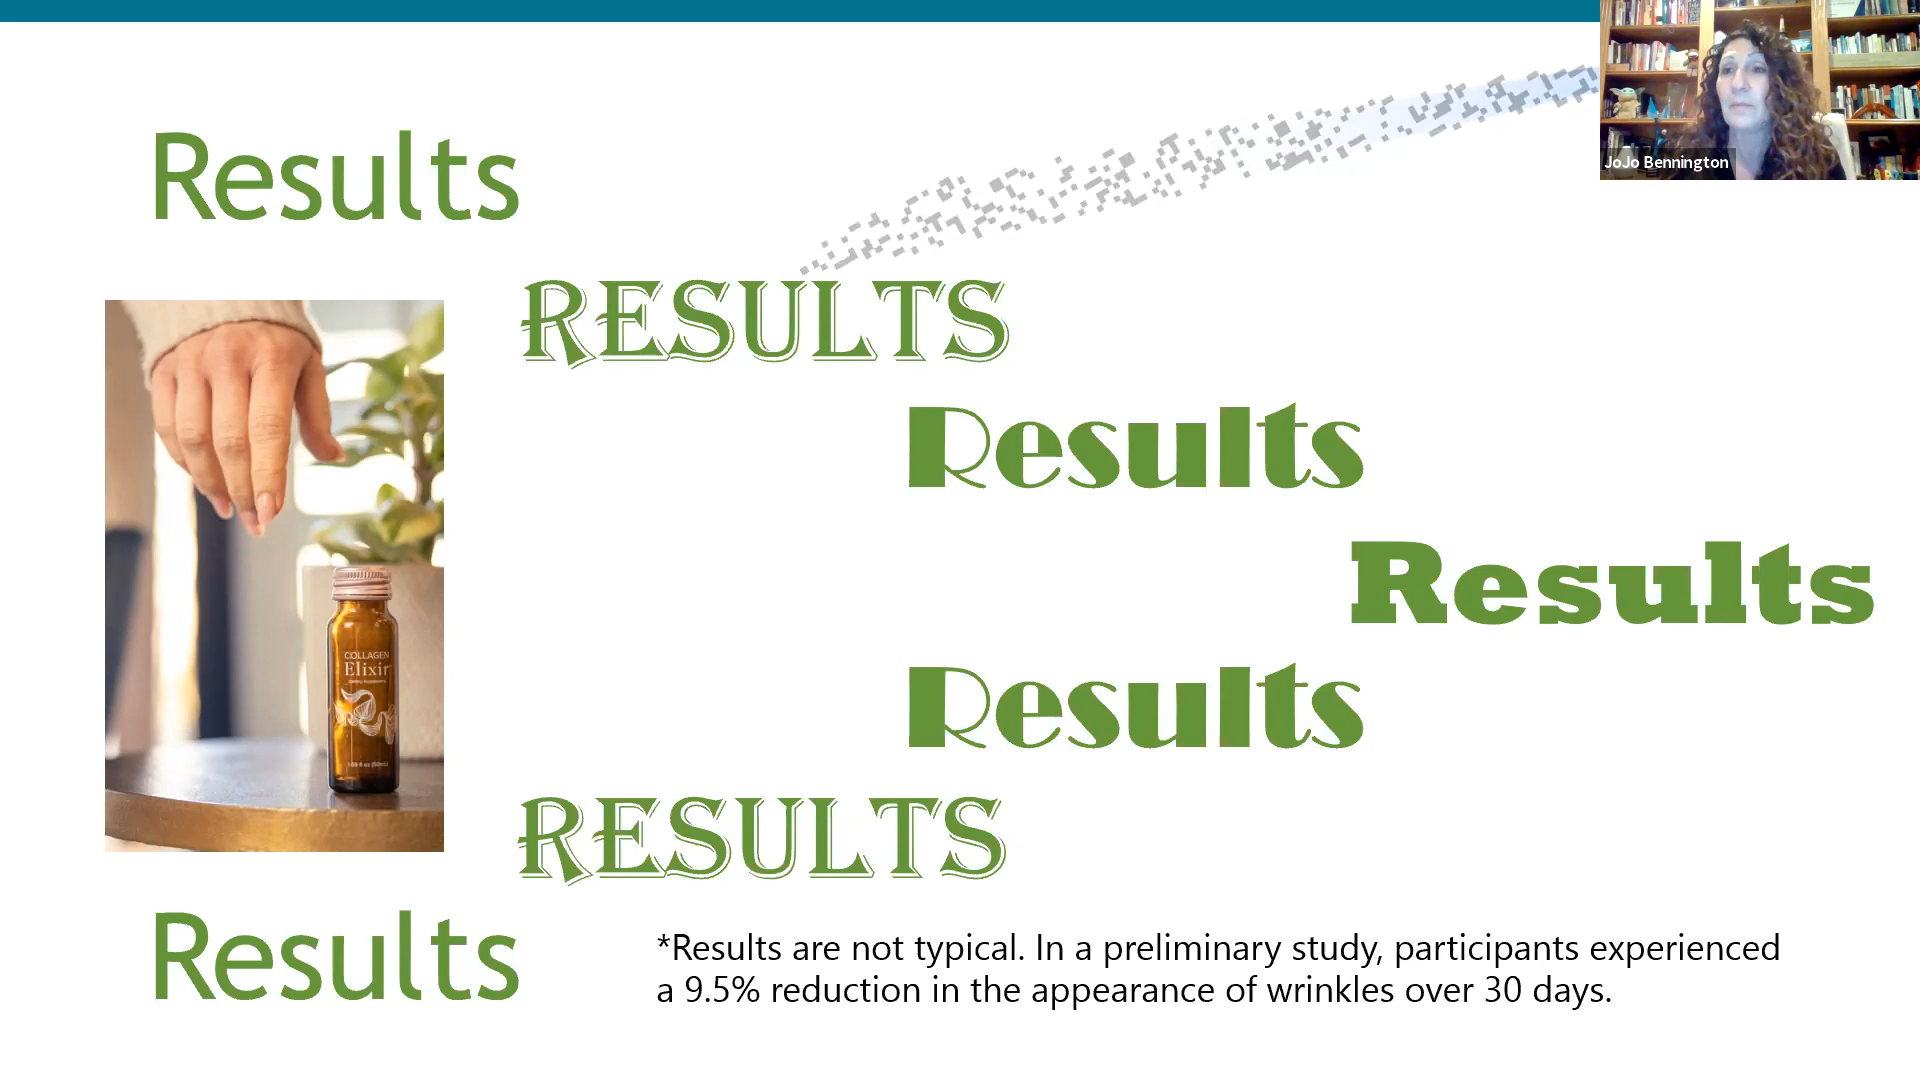 JoJo Bennington
Results
RESULTS
Results
Results
Results
RESULTS
Results
COLLAGEN
Elixir
*Results are not typical. In a preliminary study, participants experienced
a 9.5% reduction in the appearance of wrinkles over 30 days.